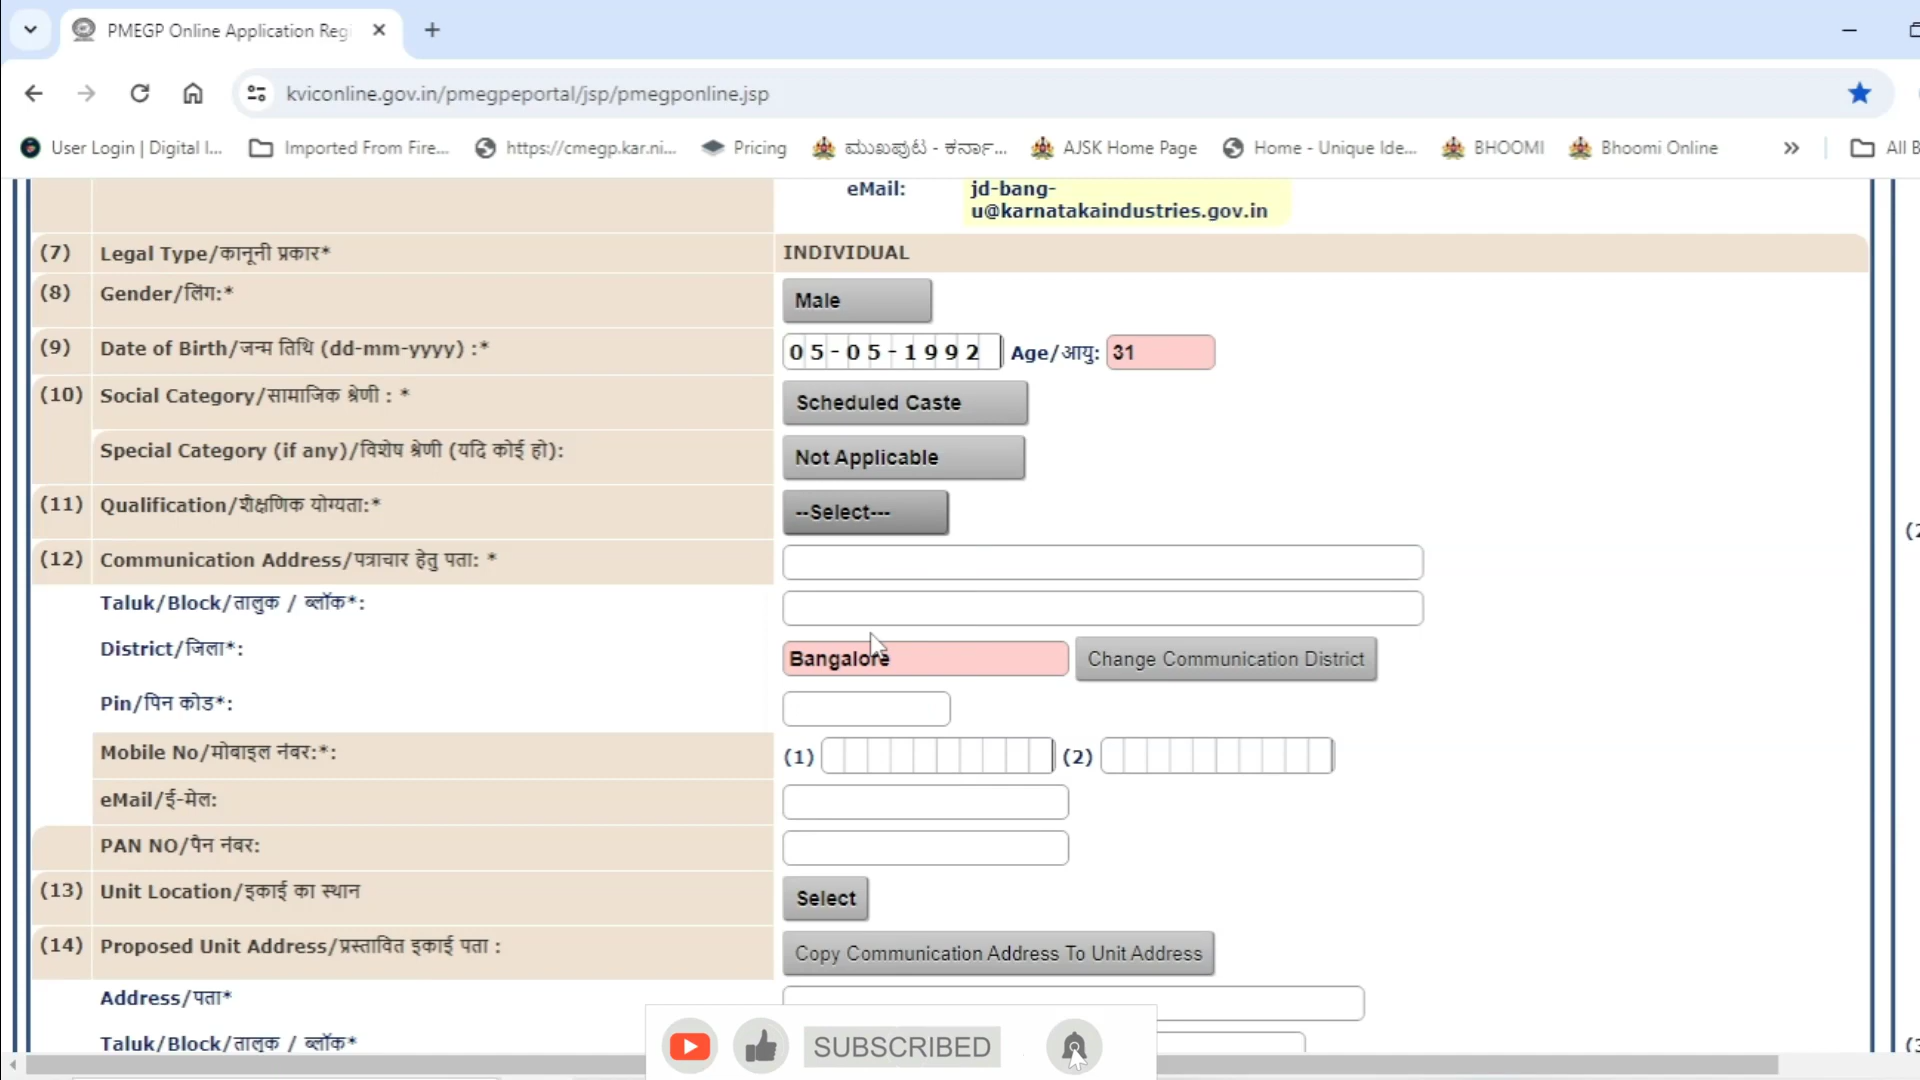 PMEGP Online Application Reg
kviconline.gov.in/pmegpeportal/jsp/pmegponline.jsp
User Login | Digital I... Imported From Fire... https://cmegp.kar.ni... Pricing ಮುಖಪುಟ - ಕರ್ನಾ... AJSK Home Page Home - Unique Ide... BHOOMI Bhoomi Online » All B
eMail: jd-bang-
u@karnatakaindustries.gov.in
(7) Legal Type/कानूनी प्रकार* INDIVIDUAL
(8) Gender/लिंग:* Male
(9) Date of Birth/जन्म तिथि (dd-mm-yyyy) :* 05-05-1992 Age/आयु: 31
(10) Social Category/सामाजिक श्रेणी : * Scheduled Caste
Special Category (if any)/विशेष श्रेणी (यदि कोई हो): Not Applicable
(11) Qualification/शैक्षणिक योग्यता:* --Select---
(12) Communication Address/पत्राचार हेतु पता: *
Taluk/Block/तालुक / ब्लॉक*:
District/जिला*: Bangalore Change Communication District
Pin/पिन कोड*:
Mobile No/मोबाइल नंबर:*: (1) (2)
eMail/ई-मेल:
PAN NO/पैन नंबर:
(13) Unit Location/इकाई का स्थान Select
(14) Proposed Unit Address/प्रस्तावित इकाई पता : Copy Communication Address To Unit Address
Address/पता*
Taluk/Block/तालुक / ब्लॉक*
SUBSCRIBED